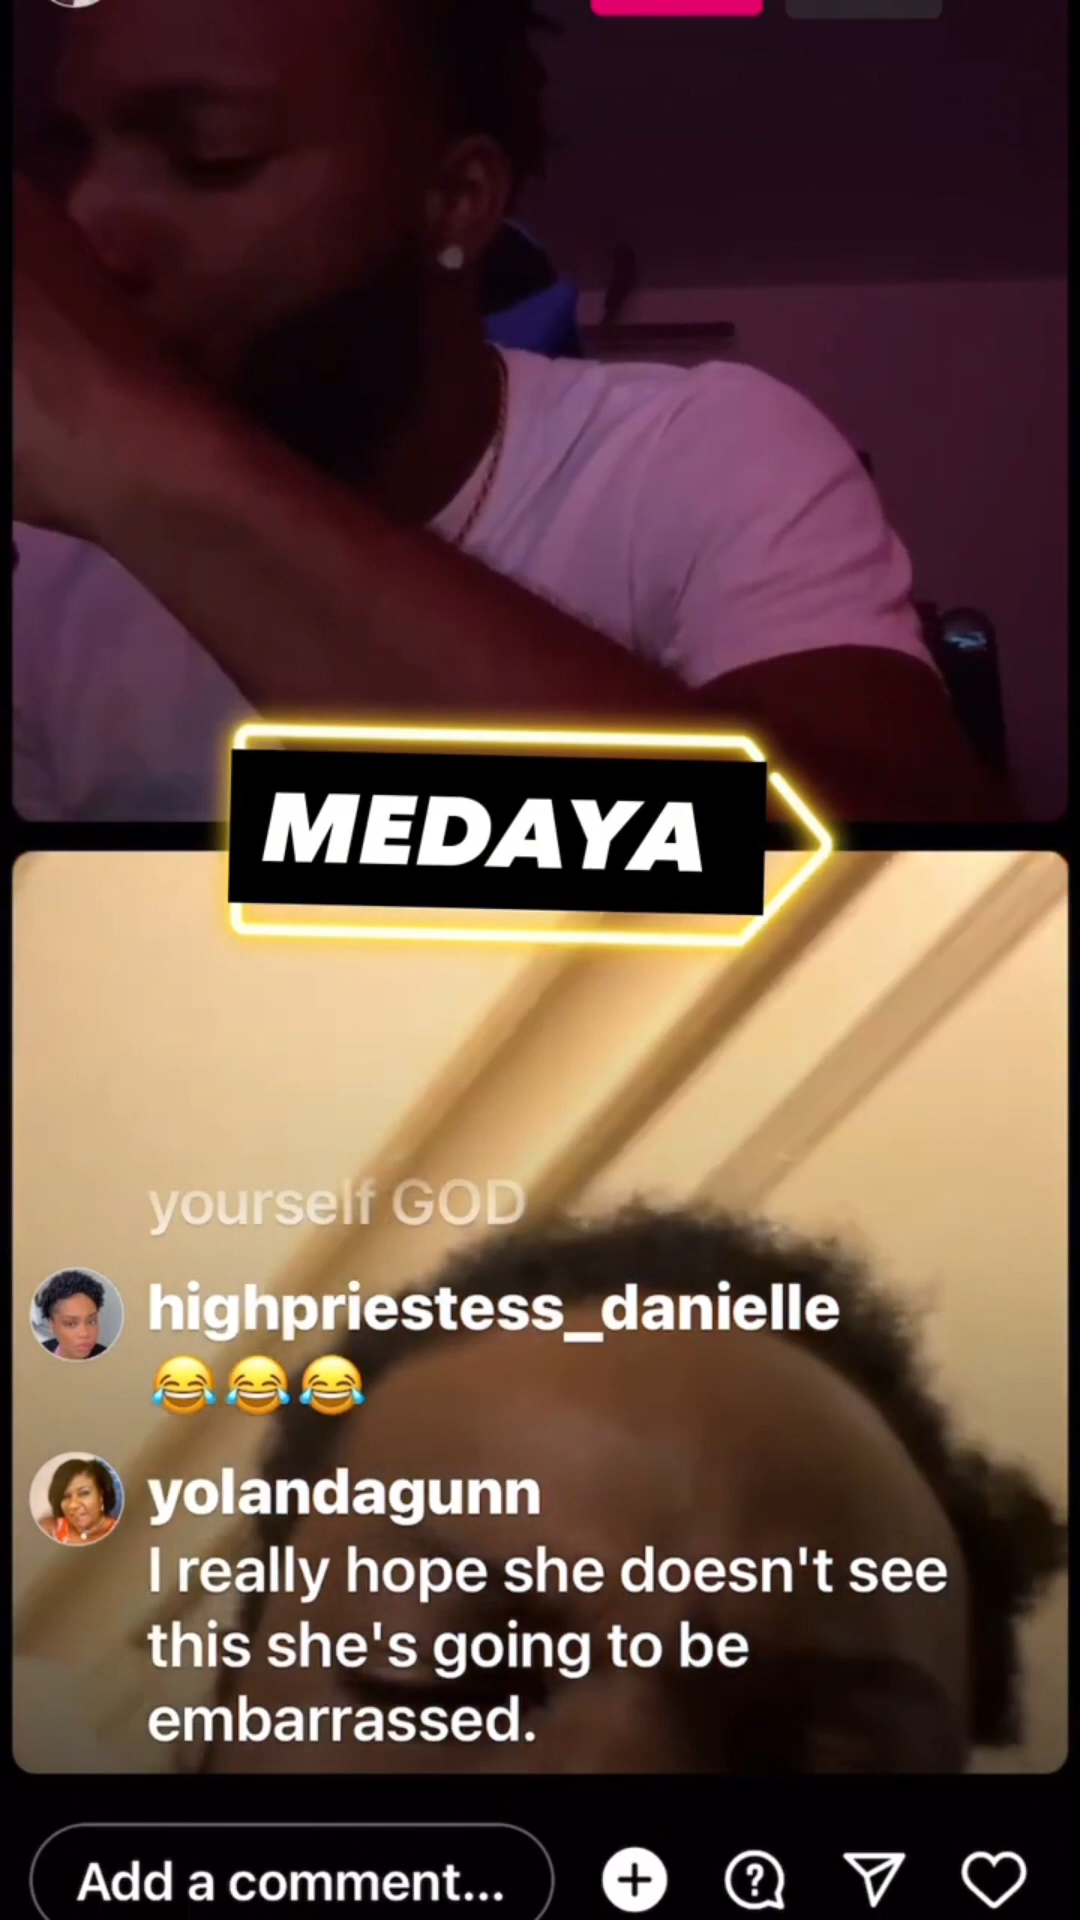 MEDAYA
yourself GOD
highpriestess_danielle
😂😂😂
yolandagunn
I really hope she doesn't see
this she's going to be
embarrassed.
Add a comment...